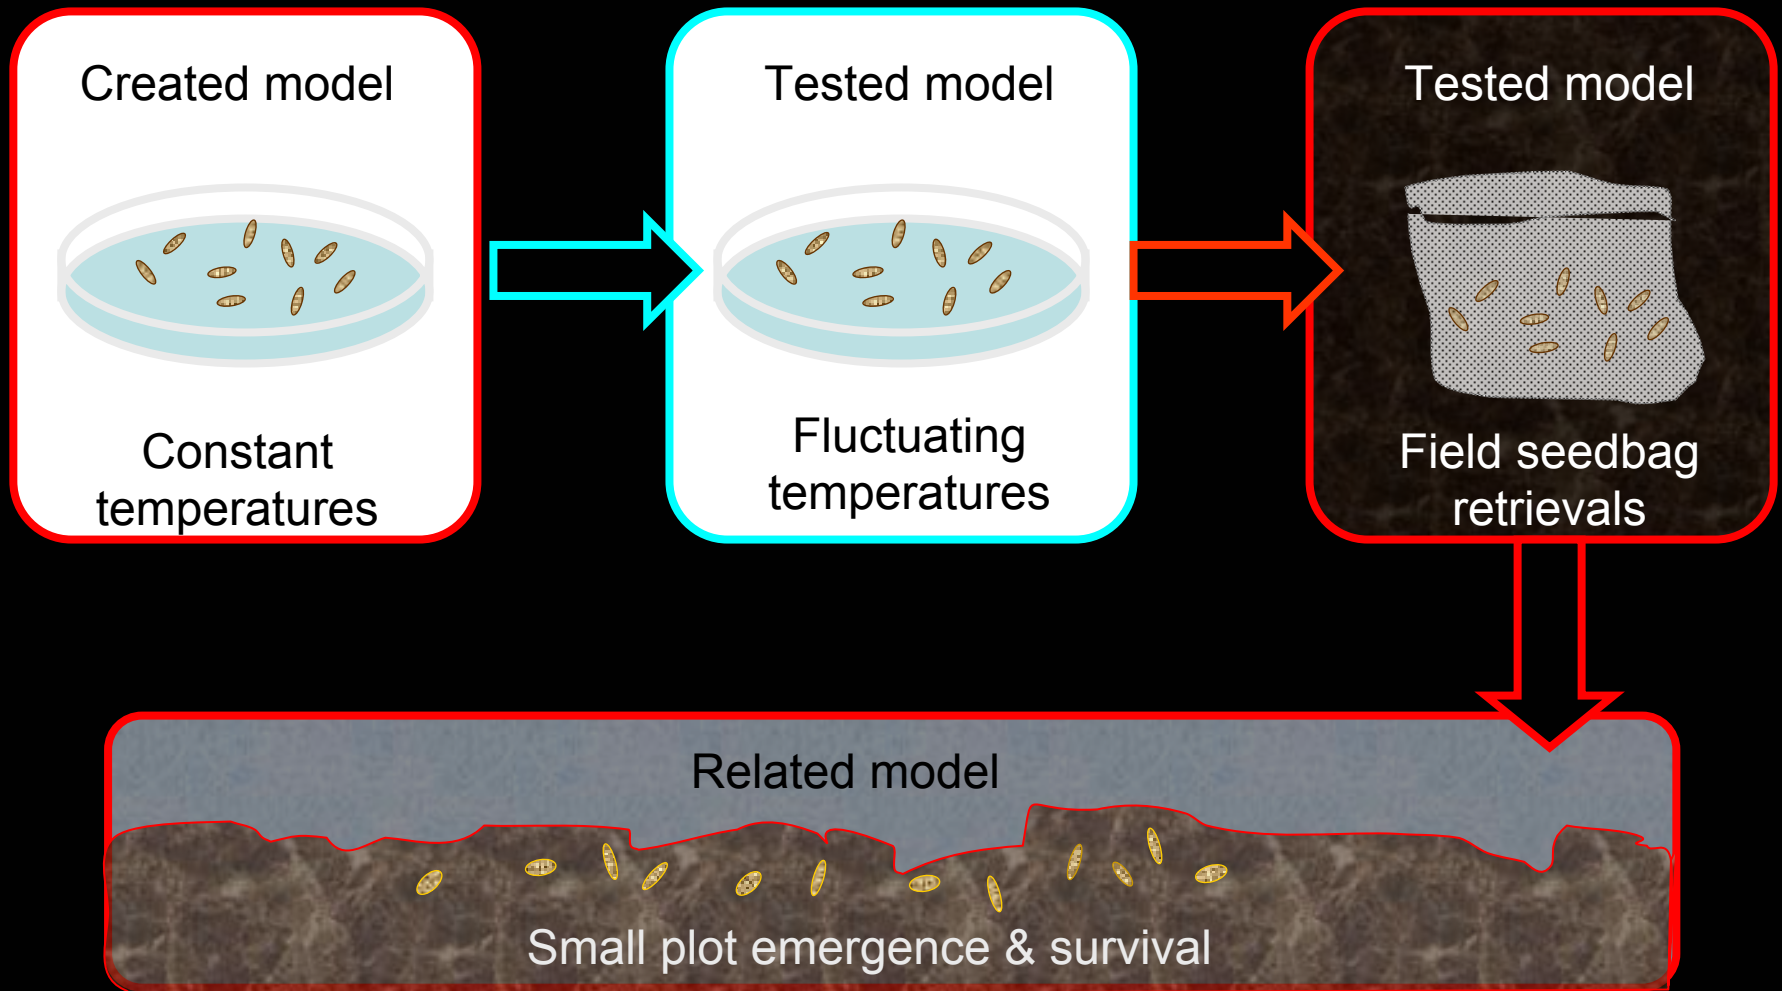 Created model
Constant
temperatures
Tested model
Fluctuating
temperatures
Tested model
Field seedbag
retrievals
Related model
Small plot emergence & survival